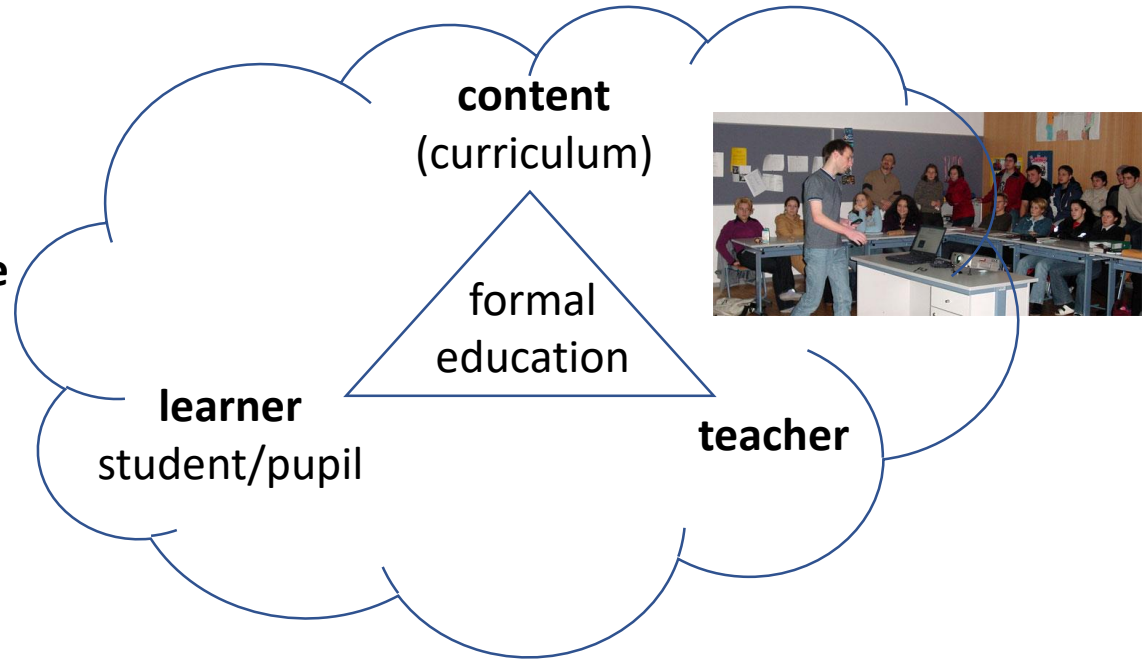 content
(curriculum)
e
formal
education
learner
student/pupil
teacher